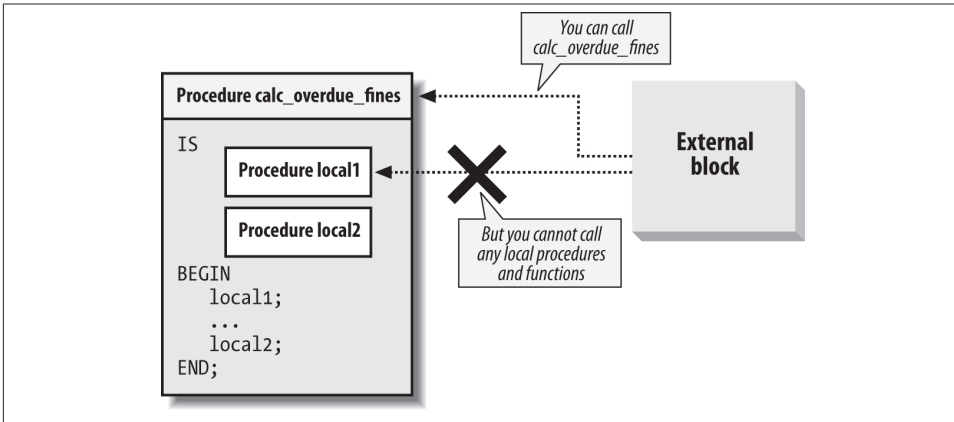 You can call
calc_overdue_fines
Procedure calc_overdue_fines
IS
Procedure local1
Procedure local2
BEGIN
local1;
...
local2;
END;
External
block
But you cannot call
any local procedures
and functions